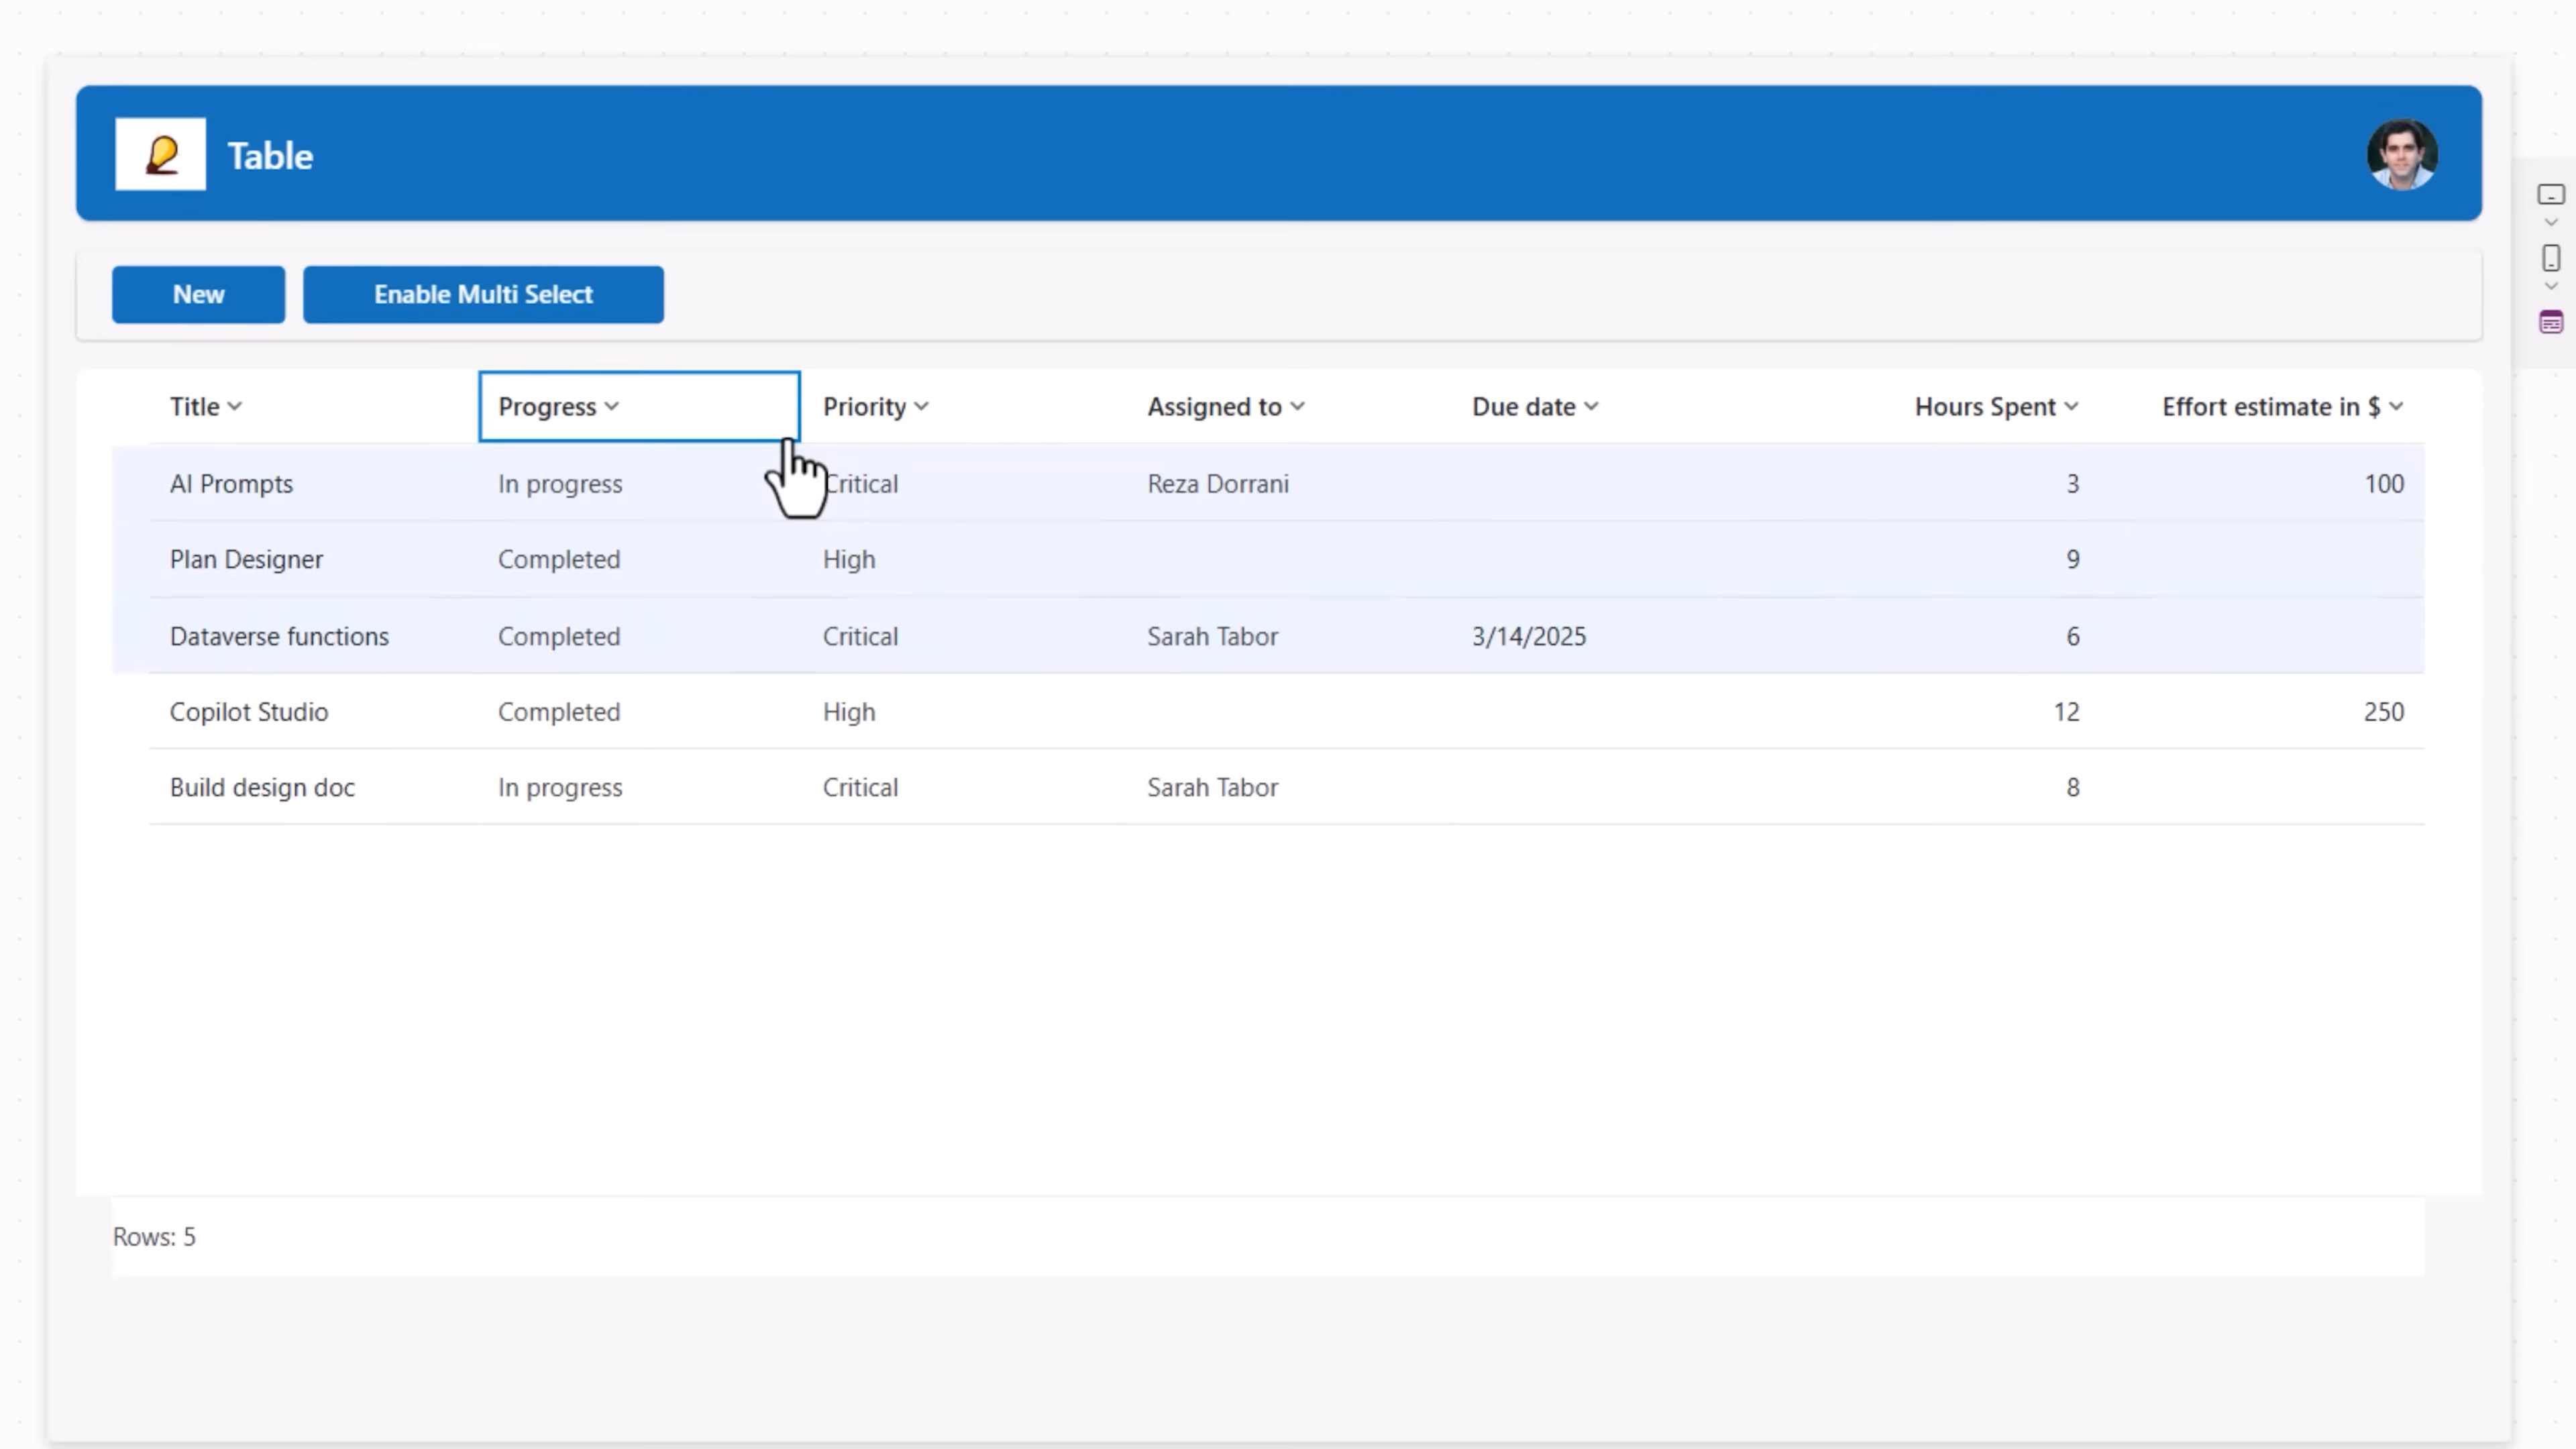 Table
New Enable Multi Select
Title Progress Priority Assigned to Due date Hours Spent Effort estimate in $
AI Prompts In progress Critical Reza Dorrani 3 100
Plan Designer Completed High 9
Dataverse functions Completed Critical Sarah Tabor 3/14/2025 6
Copilot Studio Completed High 12 250
Build design doc In progress Critical Sarah Tabor 8
Rows: 5